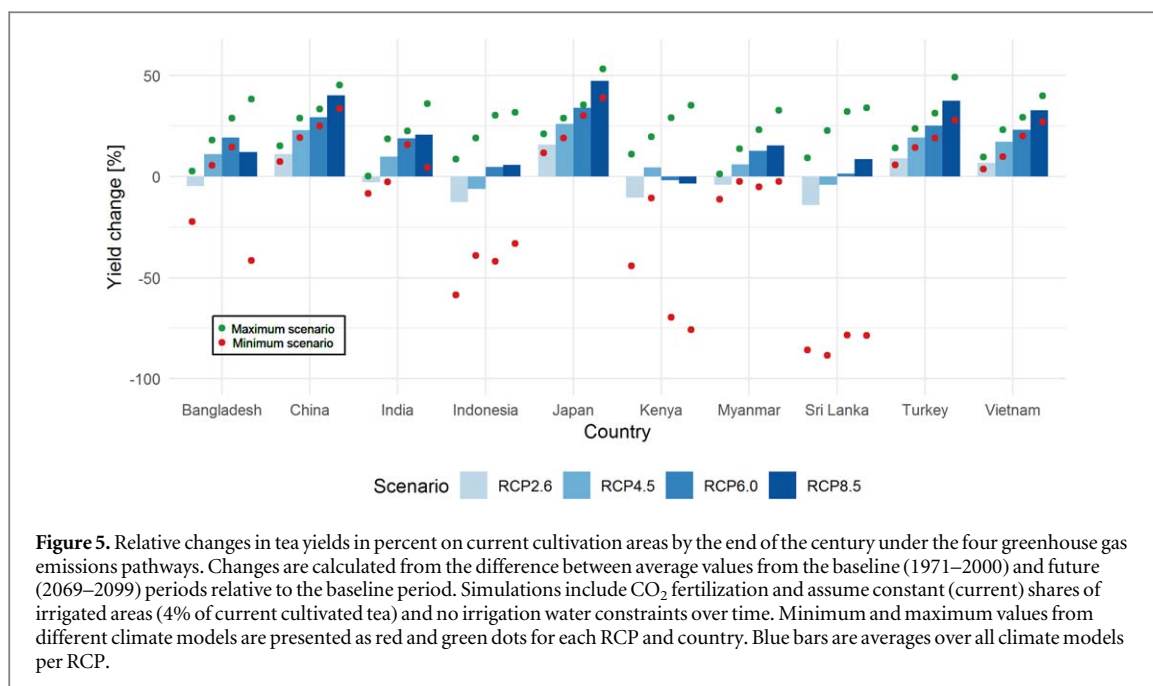 50
0
-50
-100
Yield change [%]
Maximum scenario
Minimum scenario
Bangladesh China India Indonesia Japan Kenya Myanmar Sri Lanka Turkey Vietnam
Country
Scenario RCP2.6 RCP4.5 RCP6.0 RCP8.5
Figure 5. Relative changes in tea yields in percent on current cultivation areas by the end of the century under the four greenhouse gas
emissions pathways. Changes are calculated from the difference between average values from the baseline (1971–2000) and future
(2069–2099) periods relative to the baseline period. Simulations include CO₂ fertilization and assume constant (current) shares of
irrigated areas (4% of current cultivated tea) and no irrigation water constraints over time. Minimum and maximum values from
different climate models are presented as red and green dots for each RCP and country. Blue bars are averages over all climate models
per RCP.